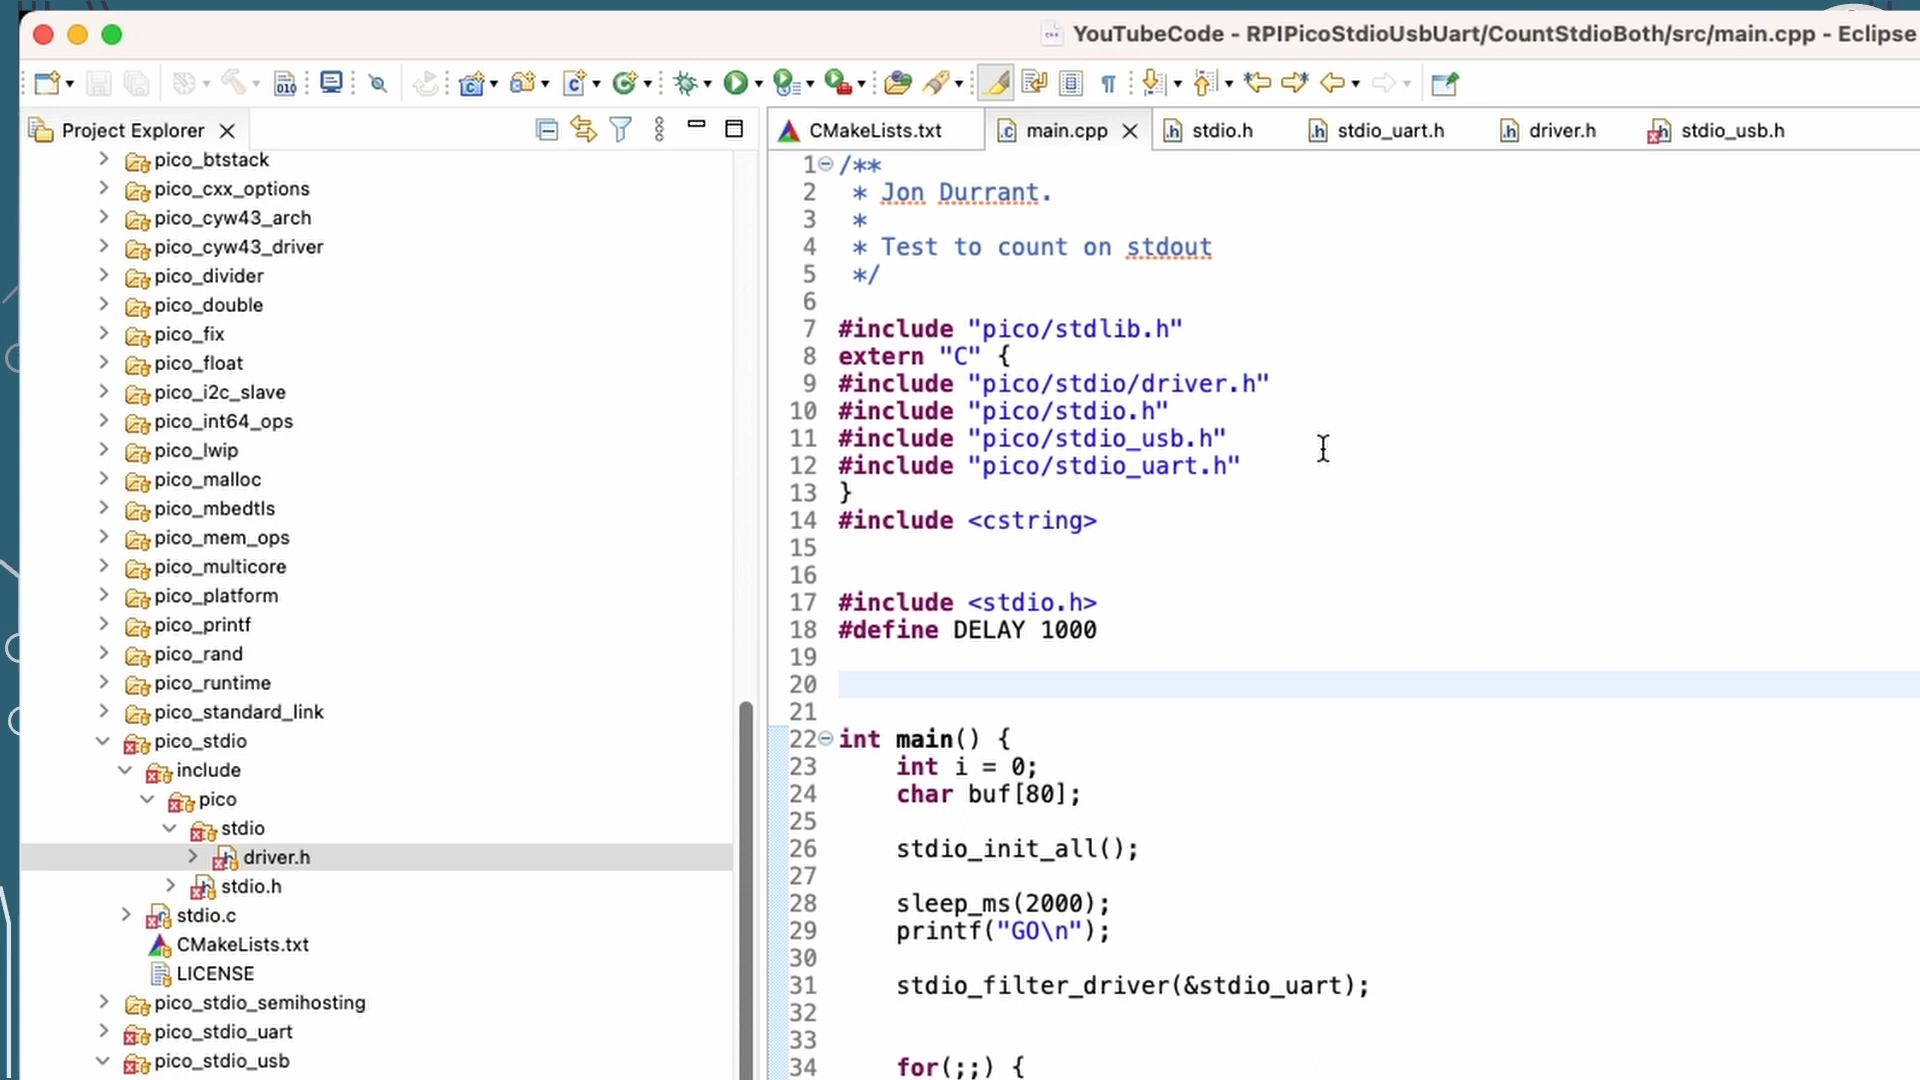 YouTubeCode - RPIPicoStdioUsbUart/CountStdioBoth/src/main.cpp - Eclipse
010
Project Explorer
CMakeLists.txt
main.cpp
stdio.h
stdio_uart.h
driver.h
stdio_usb.h
pico_btstack
pico_cxx_options
pico_cyw43_arch
pico_cyw43_driver
pico_divider
pico_double
pico_fix
pico_float
pico_i2c_slave
pico_int64_ops
pico_lwip
pico_malloc
pico_mbedtls
pico_mem_ops
pico_multicore
pico_platform
pico_printf
pico_rand
pico_runtime
pico_standard_link
pico_stdio
include
pico
stdio
driver.h
stdio.h
stdio.c
CMakeLists.txt
LICENSE
pico_stdio_semihosting
pico_stdio_uart
pico_stdio_usb
1 /**
2  * Jon Durrant.
3  *
4  * Test to count on stdout
5  */
6
7 #include "pico/stdlib.h"
8 extern "C" {
9 #include "pico/stdio/driver.h"
10 #include "pico/stdio.h"
11 #include "pico/stdio_usb.h"
12 #include "pico/stdio_uart.h"
13 }
14 #include <cstring>
15
16
17 #include <stdio.h>
18 #define DELAY 1000
19
20
21
22 int main() {
23     int i = 0;
24     char buf[80];
25
26     stdio_init_all();
27
28     sleep_ms(2000);
29     printf("GO\n");
30
31     stdio_filter_driver(&stdio_uart);
32
33
34     for(;;) {